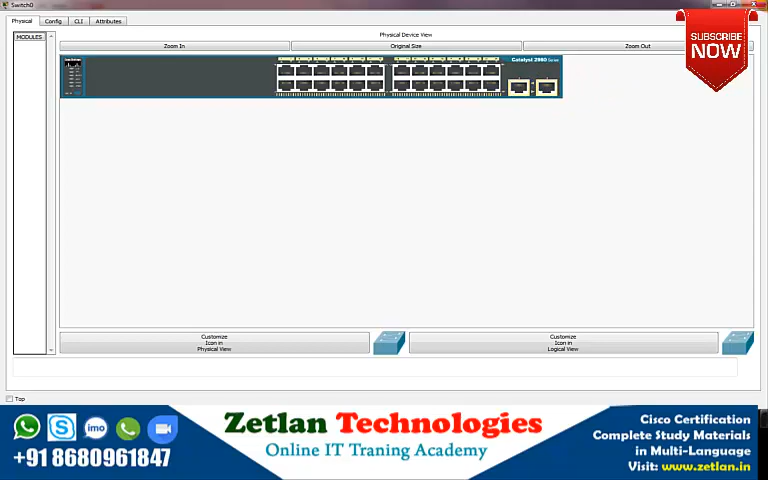 Switch0
Physical
Config
CLI
Attributes
MODULES
Physical Device View
Zoom In
Original Size
Zoom Out
SUBSCRIBE
NOW
Catalyst 2960 Series
Customize
Icon in
Physical View
Customize
Icon in
Logical View
Top
imo
Zetlan Technologies
Online IT Traning Academy
+91 8680961847
Cisco Certification
Complete Study Materials
in Multi-Language
Visit: www.zetlan.in